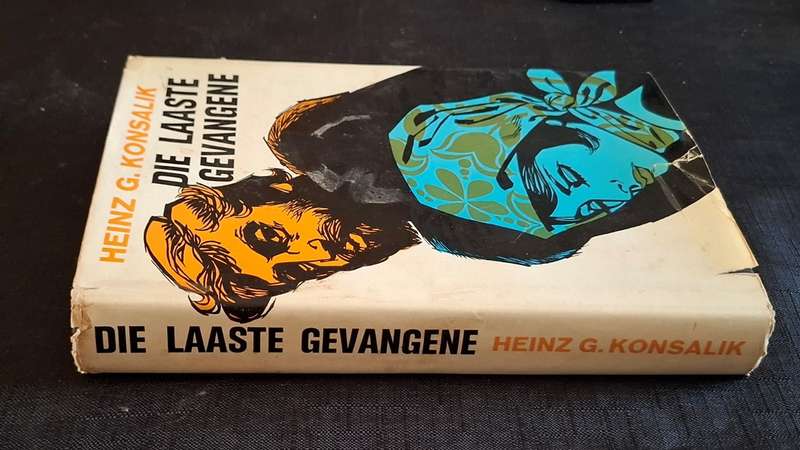 HEINZ G. KONSALIK
DIE LAASTE
GEVANGENE
DIE LAASTE GEVANGENE HEINZ G. KONSALIK